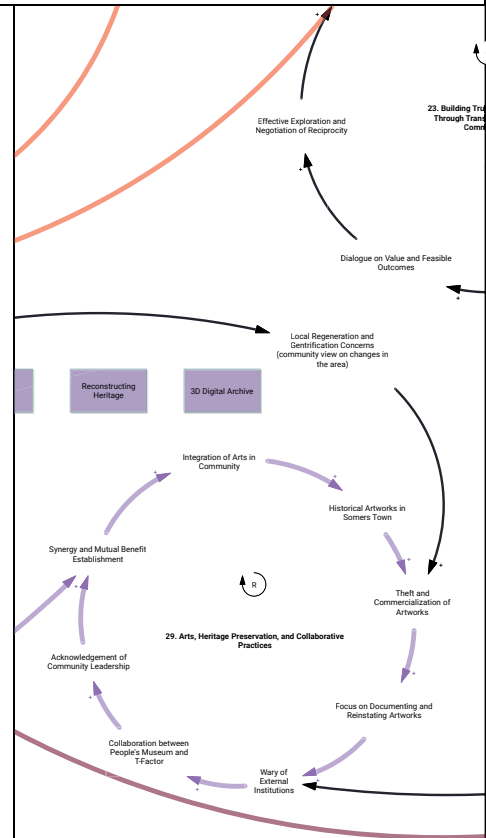 Effective Exploration and
Negotiation of Reciprocity
23. Building
Through
Dialogue on Value and Feasible
Outcomes
Local Regeneration and
Gentrification Concerns
(community view on changes in
the area)
Reconstructing
Heritage
3D Digital Archive
Integration of Arts in
Community
Historical Artworks in
Somers Town
Synergy and Mutual Benefit
Establishment
R
Theft and
Commercialization of
Artworks
29. Arts, Heritage Preservation, and Collaborative
Practices
Acknowledgement of
Community Leadership
Focus on Documenting and
Reinstating Artworks
Collaboration between
People's Museum and
T-Factor
Wary of
External
Institutions